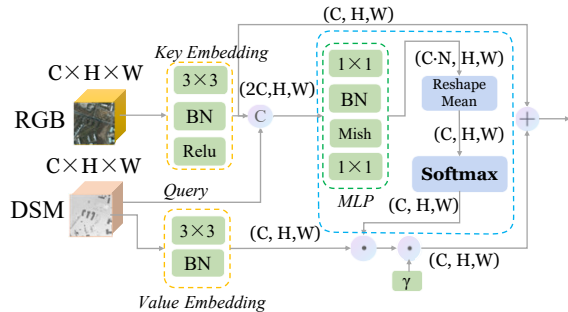 (C, H,W)
Key Embedding
C×H×W
RGB
3×3
BN
Relu
(2C,H,W)
C
1×1
BN
Mish
1×1
MLP
(C·N, H,W)
Reshape
Mean
(C, H,W)
Softmax
(C, H,W)
+
C×H×W
DSM
Query
3×3
BN
Value Embedding
(C, H,W)
·
·
γ
(C, H,W)